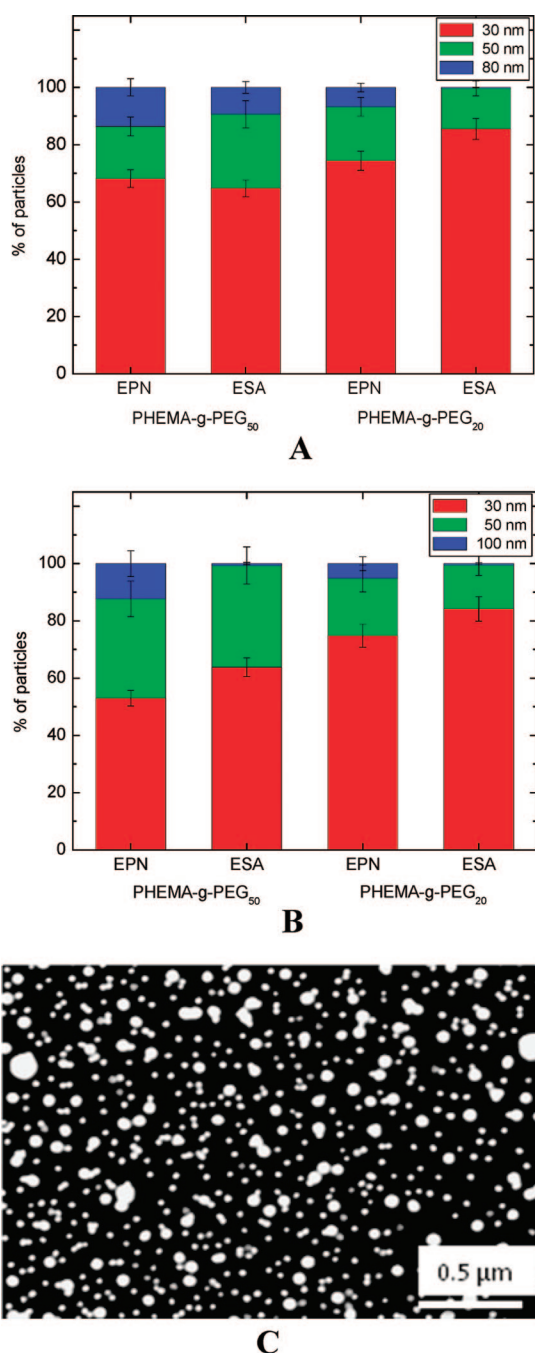 30 nm
50 nm
80 nm
100
80
60
40
20
0
% of particles
EPN ESA EPN ESA
PHEMA-g-PEG₅₀ PHEMA-g-PEG₂₀
A
30 nm
50 nm
100 nm
100
80
60
40
20
0
% of particles
EPN ESA EPN ESA
PHEMA-g-PEG₅₀ PHEMA-g-PEG₂₀
B
0.5 µm
C